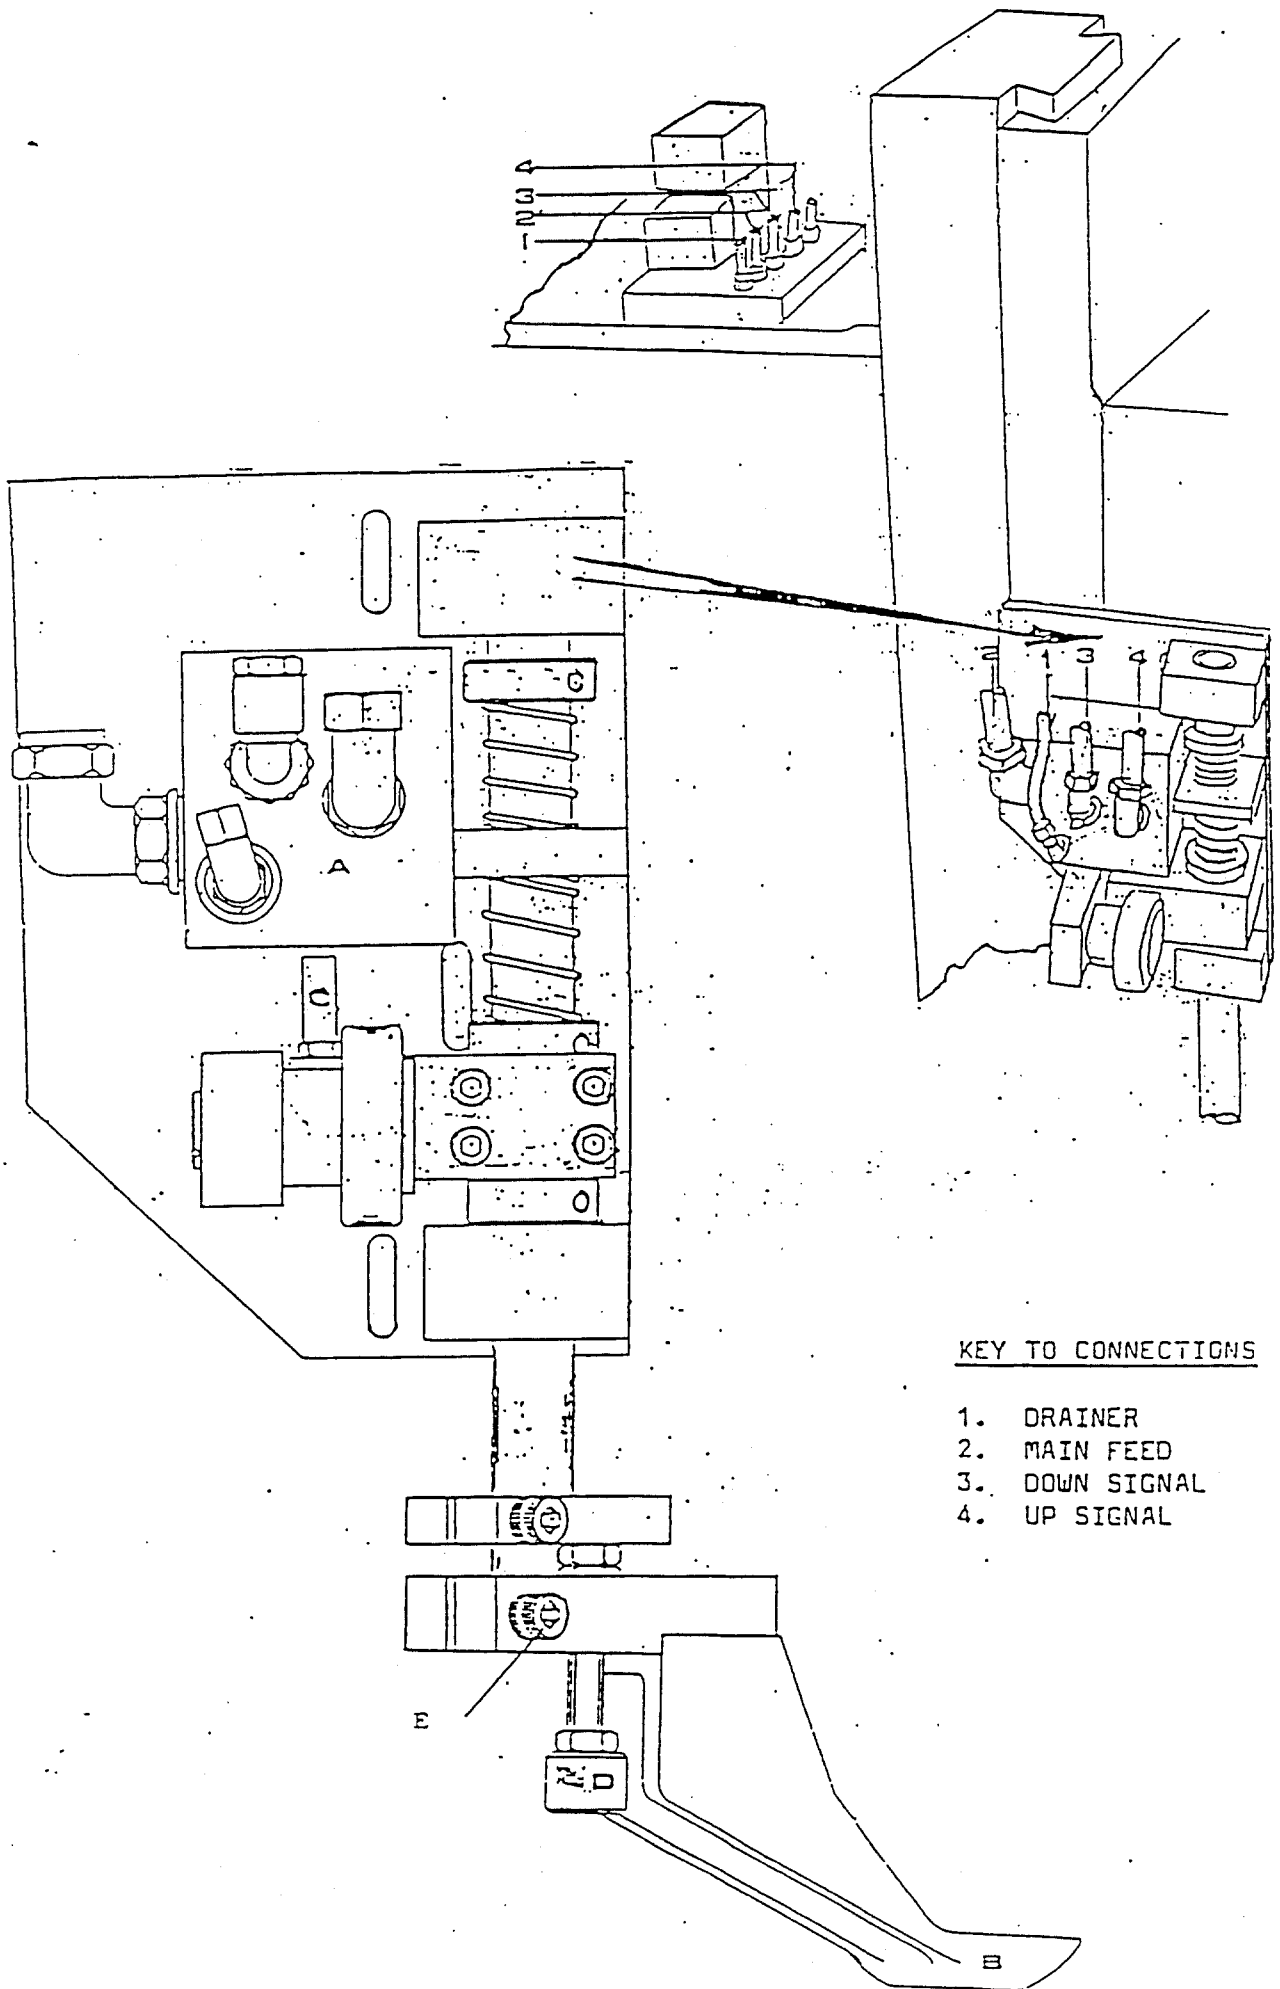 4
3
2
1
1 3 4
C
A
C
C
C
KEY TO CONNECTIONS
1. DRAINER
2. MAIN FEED
3. DOWN SIGNAL
4. UP SIGNAL
E
D
B